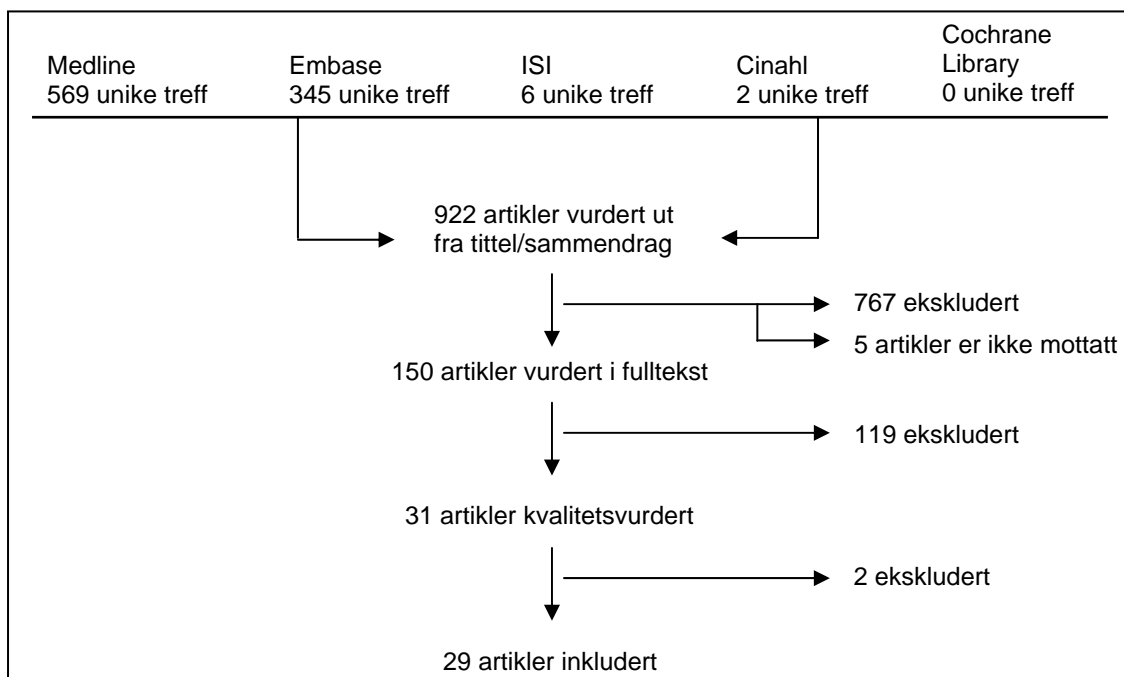 Medline
569 unike treff
Embase
345 unike treff
ISI
6 unike treff
Cinahl
2 unike treff
Cochrane
Library
0 unike treff
922 artikler vurdert ut
fra tittel/sammendrag
767 ekskludert
5 artikler er ikke mottatt
150 artikler vurdert i fulltekst
119 ekskludert
31 artikler kvalitetsvurdert
2 ekskludert
29 artikler inkludert